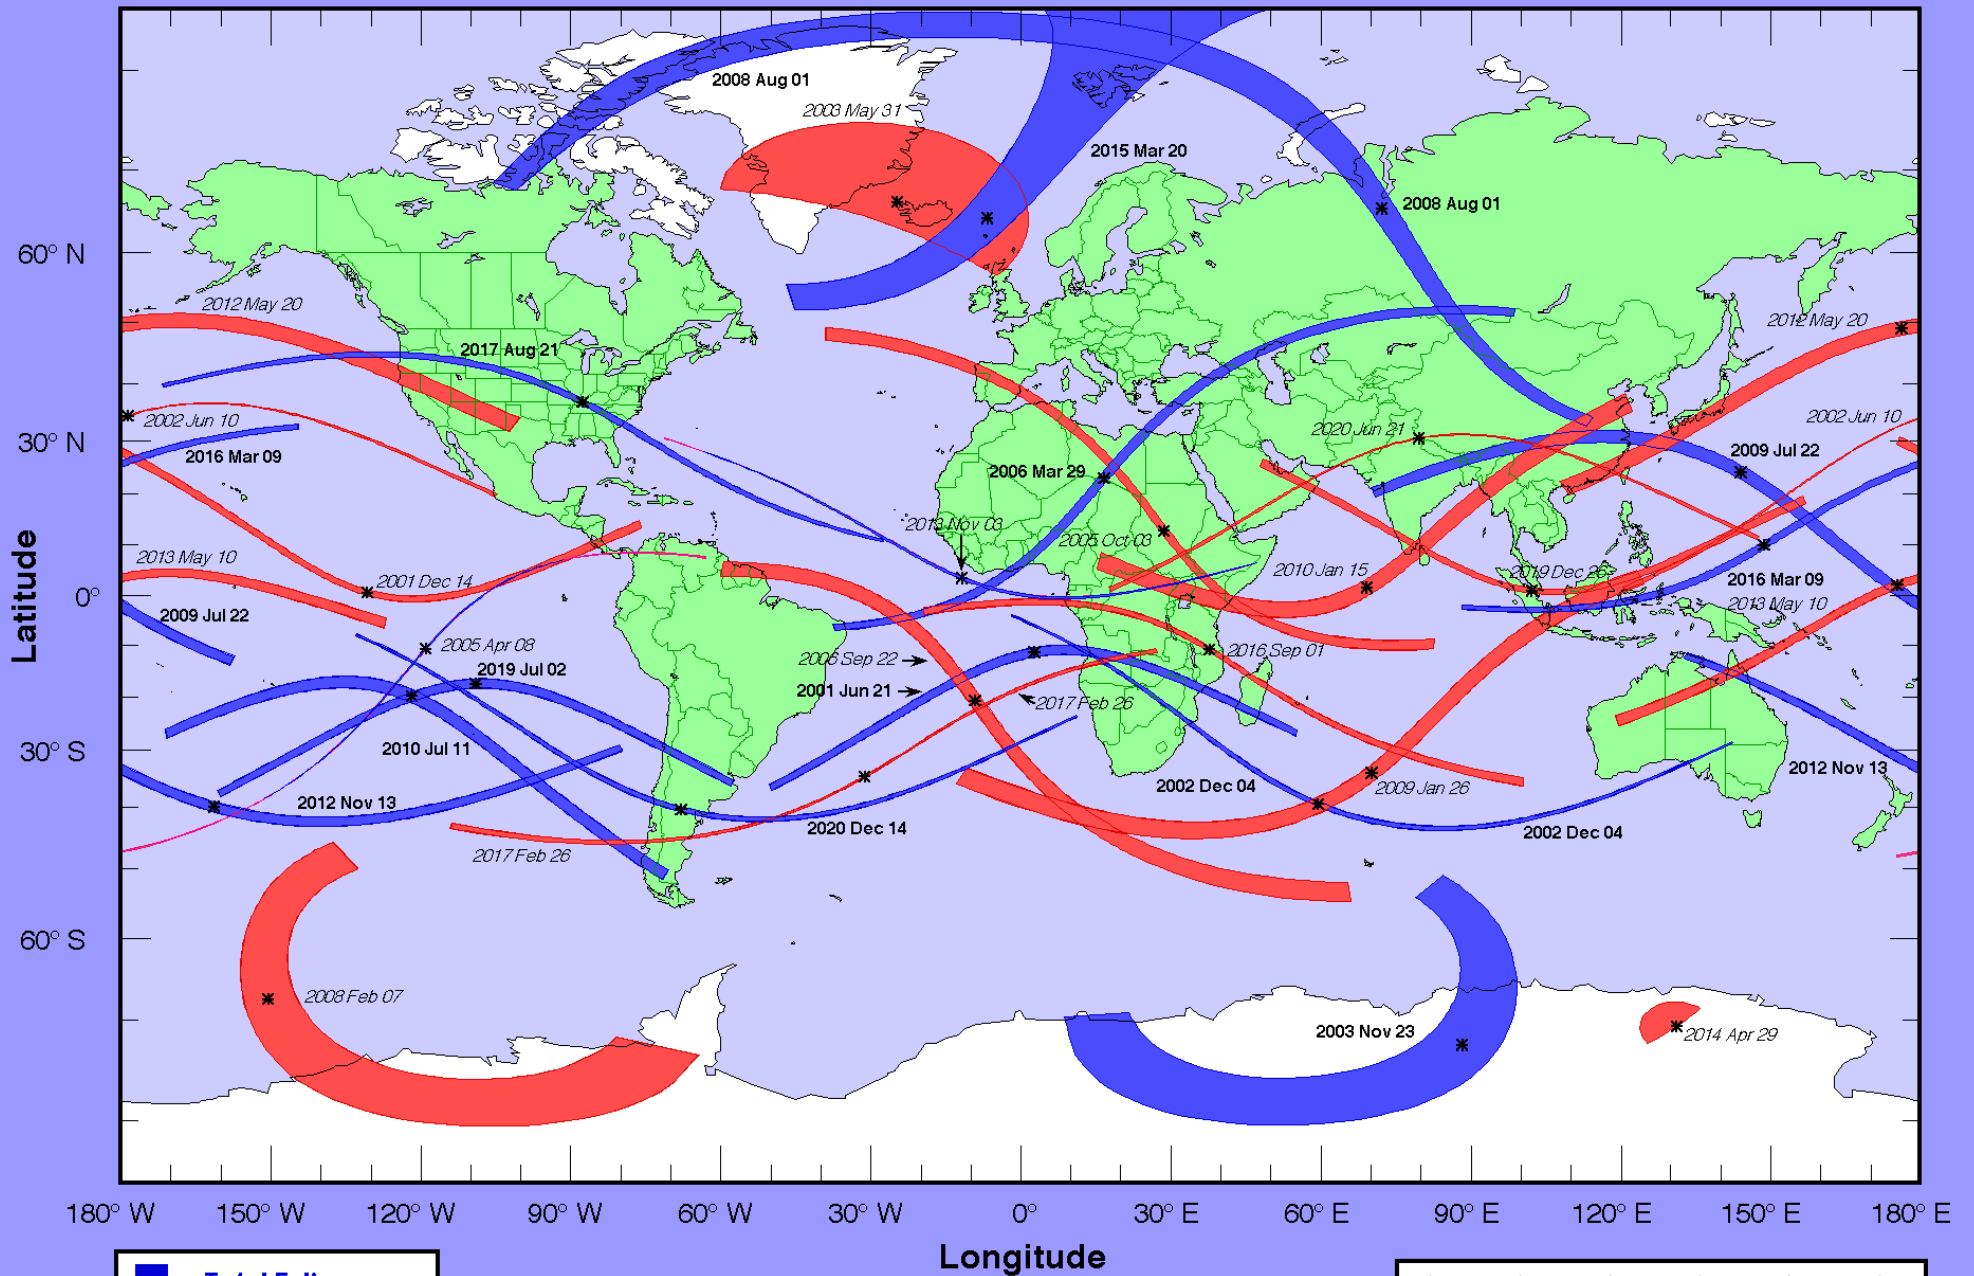 2008 Aug 01
2003 May 31
2015 Mar 20
2008 Aug 01
60° N
2012 May 20
2012 May 20
2017 Aug 21
2002 Jun 10
2002 Jun 10
2020 Jun 21
30° N
2016 Mar 09
2009 Jul 22
2006 Mar 29
2013 Nov 03
2005 Oct 03
2013 May 10
2010 Jan 15
2019 Dec 26
2001 Dec 14
2016 Mar 09
0°
2013 May 10
2009 Jul 22
2005 Apr 08
2016 Sep 01
2006 Sep 22
2019 Jul 02
2001 Jun 21
2017 Feb 26
2010 Jul 11
30° S
2012 Nov 13
2002 Dec 04
2009 Jan 26
2012 Nov 13
2020 Dec 14
2002 Dec 04
2017 Feb 26
60° S
2008 Feb 07
2003 Nov 23
2014 Apr 29
Latitude
180° W 150° W 120° W 90° W 60° W 30° W 0° 30° E 60° E 90° E 120° E 150° E 180° E
Longitude